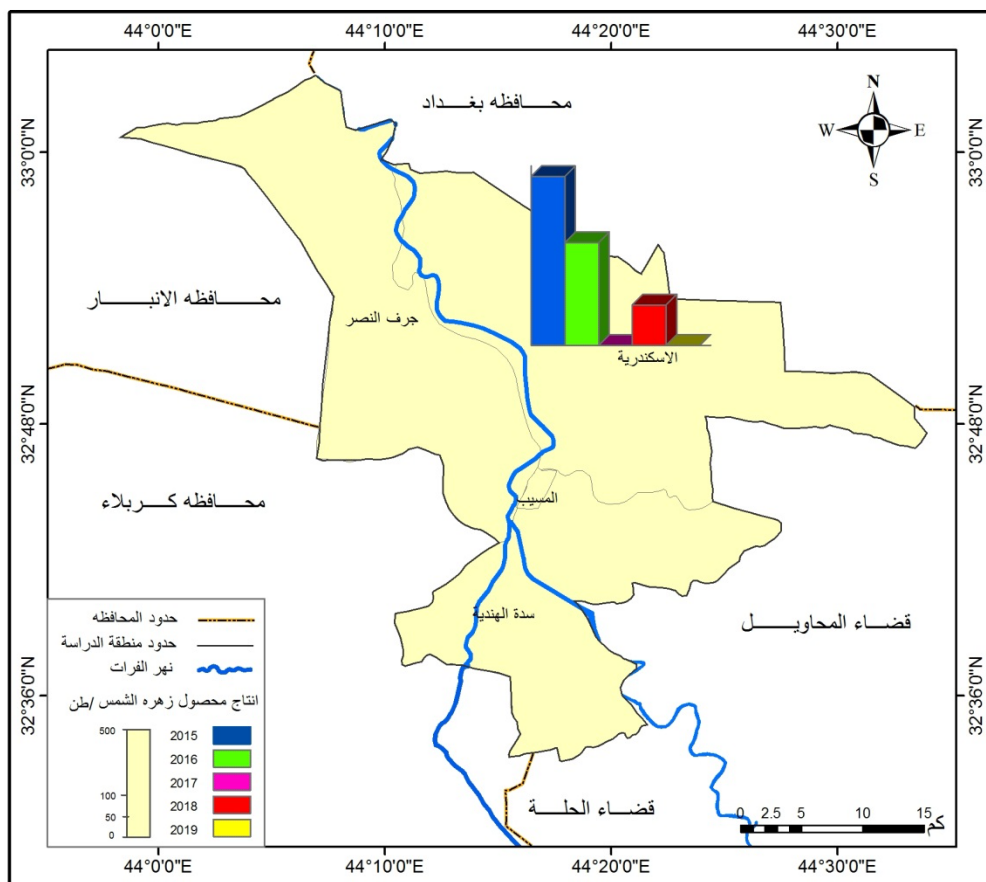 44°0'0"E 44°10'0"E 44°20'0"E 44°30'0"E
محـــافظه بغـــداد
N
W E
S
33°0'0"N 33°0'0"N
محـــافظه الانبـــــار
جرف النصر
الاسكندرية
32°48'0"N 32°48'0"N
محـــافظه كـــربلاء
المسيب
سدة الهندية
قضـــاء المحاويـــــل
حدود المحافظه
حدود منطقة الدراسة
نهر الفرات
32°36'0"N 32°36'0"N
انتاج محصول زهره الشمس /طن
500
100
50
0
2015
2016
2017
2018
2019
قضـــاء الحلـــة
0 2.5 5 10 15
كم
44°0'0"E 44°10'0"E 44°20'0"E 44°30'0"E